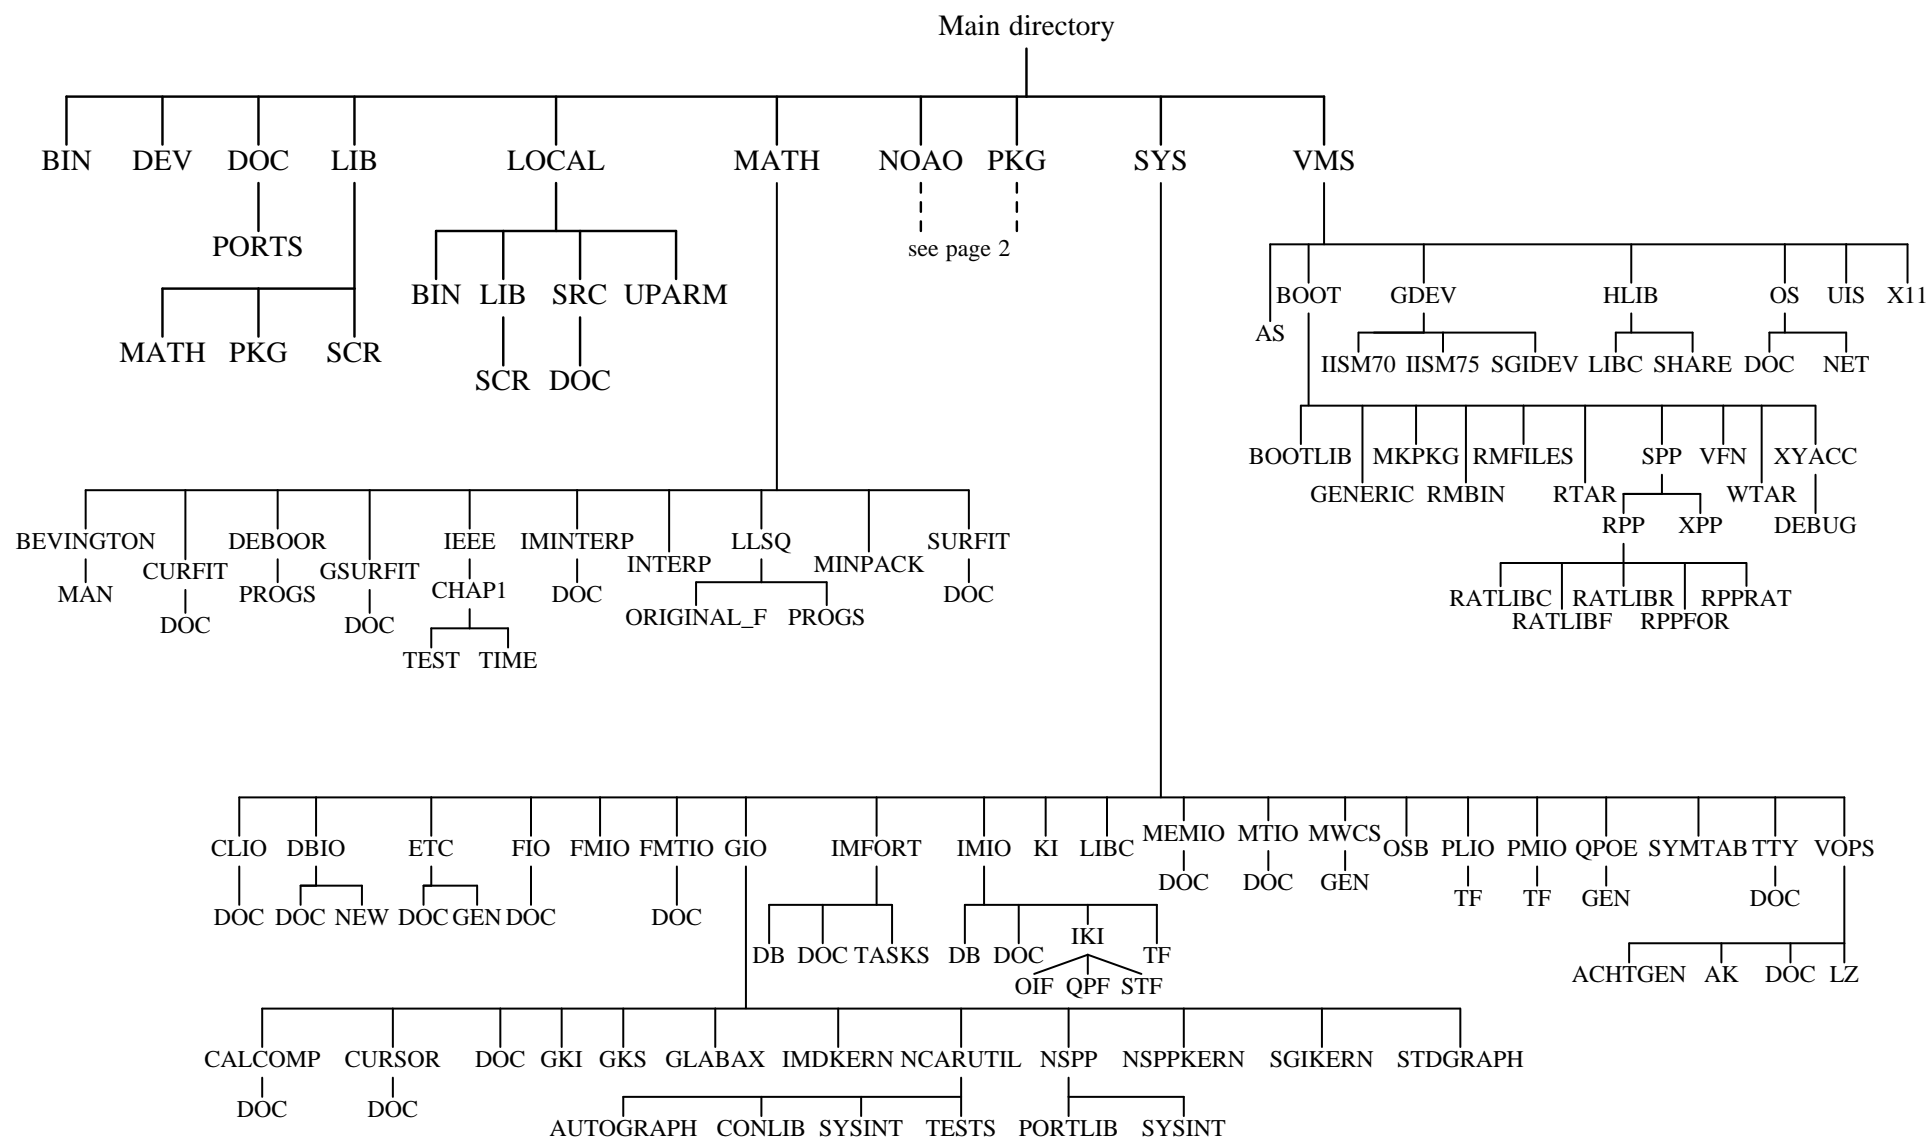 Main directory
BIN DEV DOC LIB LOCAL MATH NOAO PKG SYS VMS
PORTS see page 2
BIN LIB SRC UPARM BOOT GDEV HLIB OS UIS X11
AS
MATH PKG SCR IISM70 IISM75 SGIDEV LIBC SHARE DOC NET
SCR DOC
BOOTLIB MKPKG RMFILES SPP VFN XYACC
GENERIC RMBIN RTAR WTAR
RPP XPP DEBUG
BEVINGTON DEBOOR IEEE IMINTERP LLSQ SURFIT
CURFIT GSURFIT INTERP MINPACK
MAN PROGS CHAP1 DOC DOC
RATLIBC RATLIBR RPPRAT
DOC DOC ORIGINAL_F PROGS
RATLIBF RPPFOR
TEST TIME
MEMIO MTIO MWCS
CLIO DBIO ETC FIO FMIO FMTIO GIO IMFORT IMIO KI LIBC OSB PLIO PMIO QPOE SYMTAB TTY VOPS
DOC DOC GEN
TF TF GEN DOC
DOC DOC NEW DOC GEN DOC DOC
IKI
DB DOC TASKS DB DOC TF
ACHTGEN AK DOC LZ
OIF QPF STF
CALCOMP CURSOR DOC GKI GKS GLABAX IMDKERN NCARUTIL NSPP NSPPKERN SGIKERN STDGRAPH
DOC DOC
AUTOGRAPH CONLIB SYSINT TESTS PORTLIB SYSINT